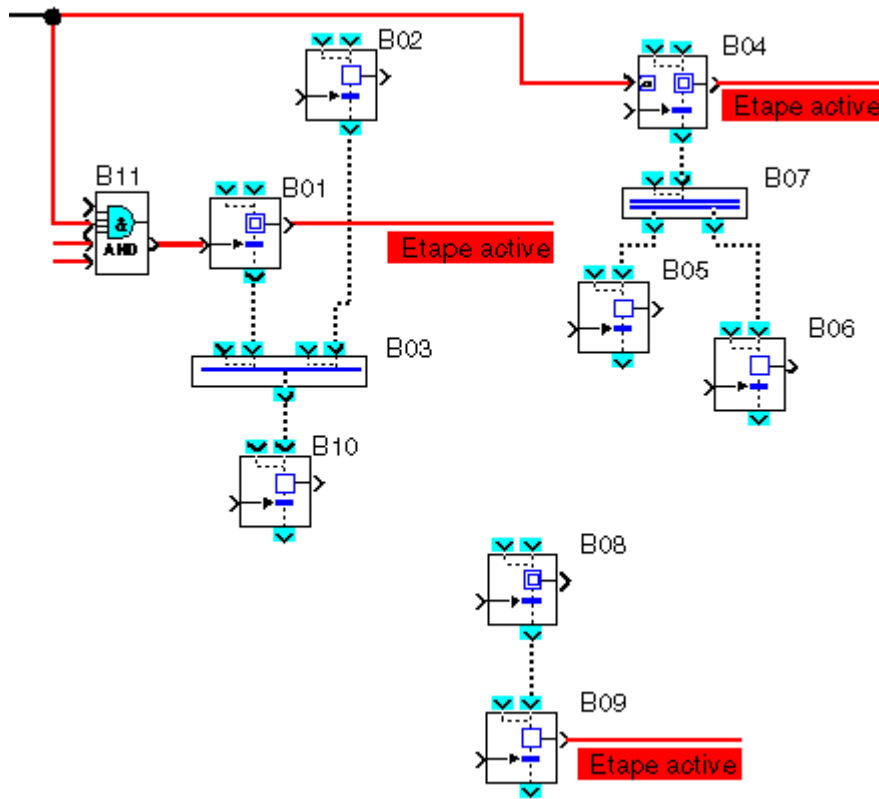 B02
B04
Etape active
B11
B01
B07
Etape active
B05
B06
&
AND
B03
B10
B08
B09
Etape active